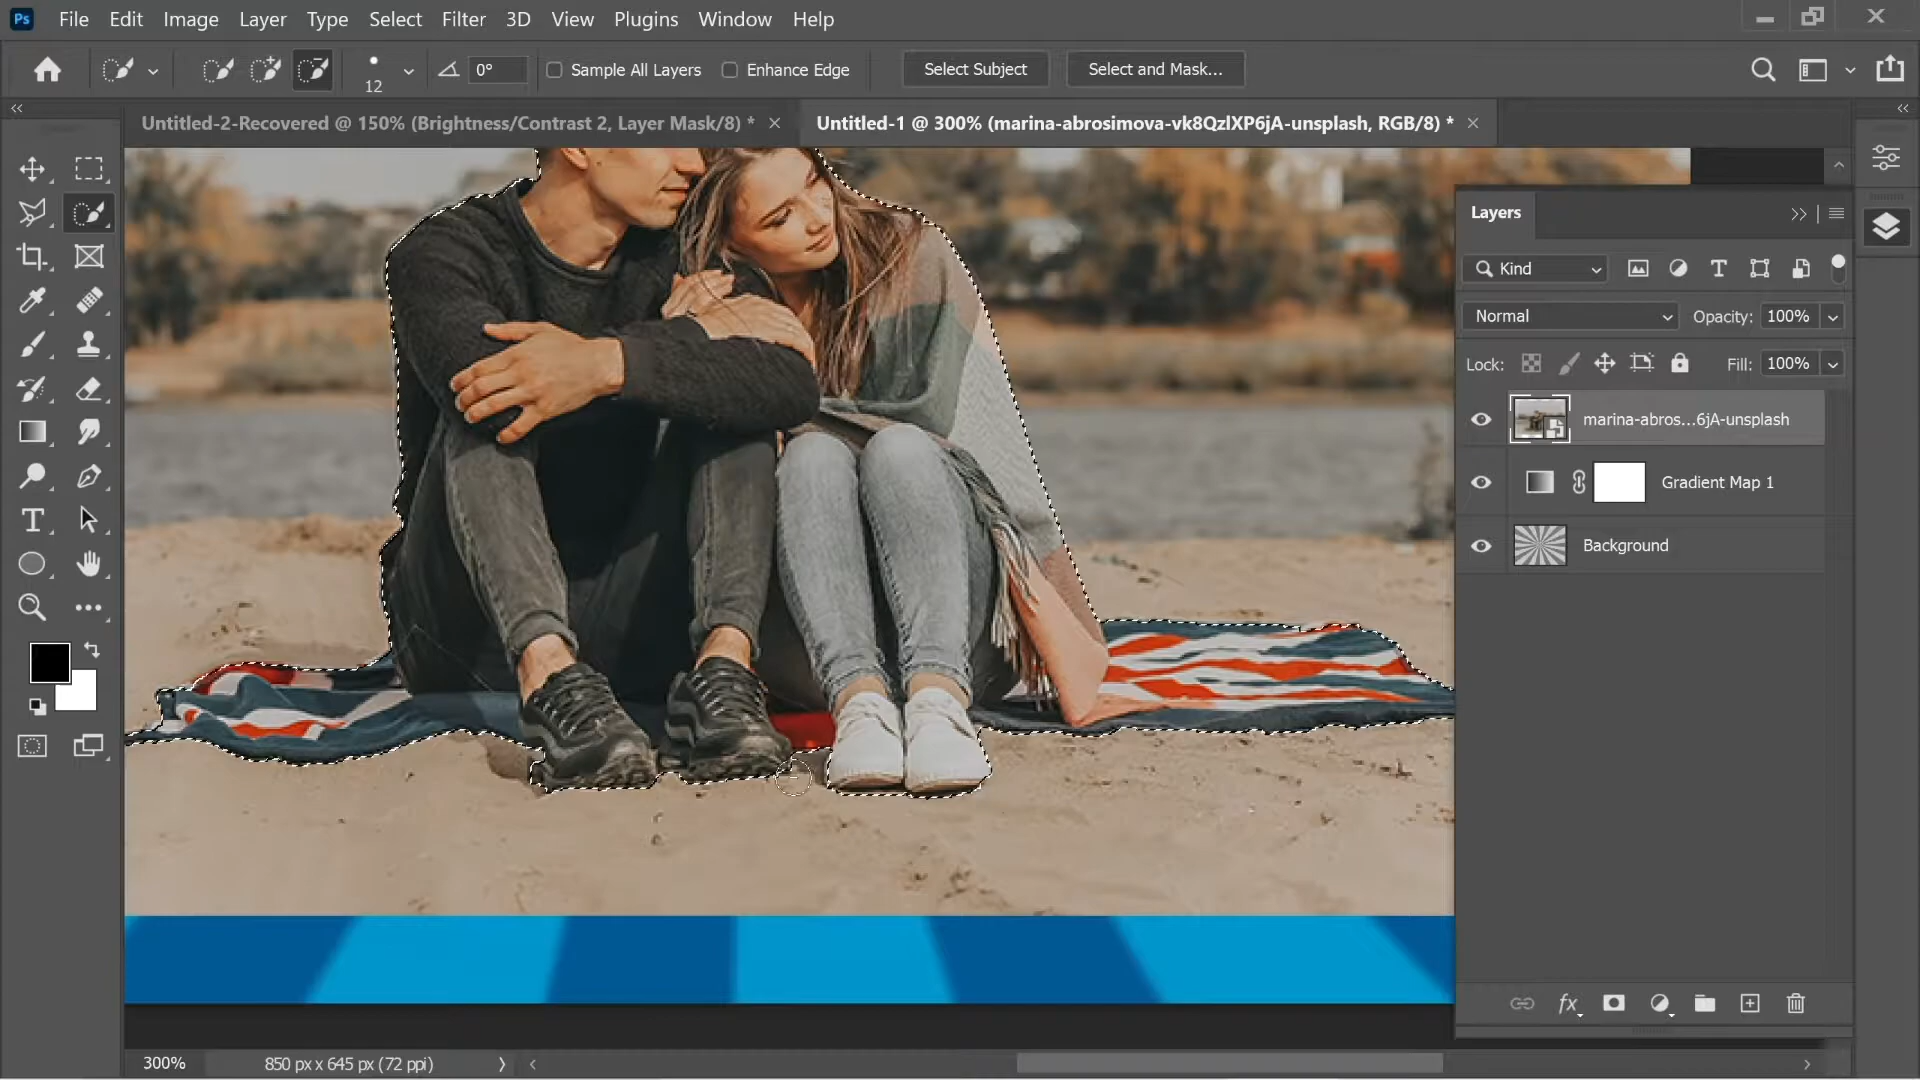 Ps File Edit Image Layer Select Filter 3D View Plugins Window Help
12 0° Sample All Layers Enhance Edge Select Subject Select and Mask...
Untitled-2-Recovered @ 150% (Brightness/Contrast 2, Layer Mask/8) * Untitled-1 @ 300% (marina-abrosimova-vk8QzlXP6jA-unsplash, RGB/8) *
Layers
Kind
Normal Opacity: 100%
Lock: Fill: 100%
marina-abros...6jA-unsplash
Gradient Map 1
Background
fx
300% 850 px x 645 px (72 ppi)